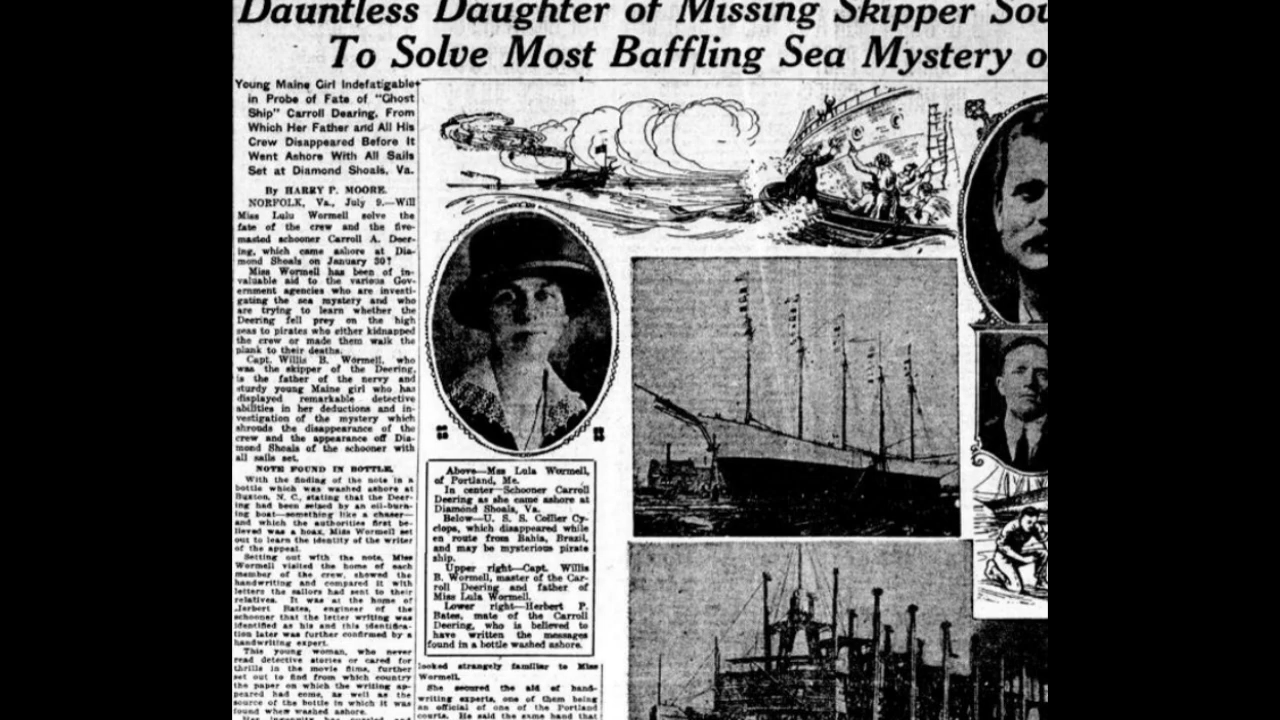 Dauntless Daughter of Missing Skipper Sou
To Solve Most Baffling Sea Mystery o
Young Maine Girl Indefatigable
in Probe of Fate of "Ghost
Ship" Carroll Dearing, From
Which Her Father and All His
Crew Disappeared Before It
Went Ashore With All Sails
Set at Diamond Shoals, Va.
By HARRY P. MOORE.
NORFOLK, Va., July 9.—Will
Miss Lulu Wormell solve the
fate of the crew and the five-
masted schooner Carroll A. Deer-
ing, which came ashore at Dia-
mond Shoals on January 30?
Miss Wormell has been of in-
valuable aid to the various Gov-
ernment agencies who are investi-
gating the sea mystery and who
are trying to learn whether the
Deering fell prey on the high
seas to pirates who either kidnapped
the crew or made them walk the
plank to their deaths.
Capt. Willis B. Wormell, who
was the skipper of the Deering,
is the father of the nervy and
sturdy young Maine girl who has
displayed remarkable detective
abilities in her deductions and in-
vestigation of the mystery which
shrouds the disappearance of the
crew and the appearance off Dia-
mond Shoals of the schooner with
all sails set.
NOTE FOUND IN BOTTLE.
With the finding of the note in a
bottle which was washed ashore at
Buxton, N. C., stating that the Deer-
ing had been seized by an oil-burn-
ing boat—something like a chaser—
and which the authorities first be-
lieved was a hoax, Miss Wormell set
out to learn the identity of the writer
of the appeal.
Setting out with the note, Miss
Wormell visited the home of each
member of the crew, showed the
handwriting and compared it with
letters the sailors had sent to their
relatives. It was at the home of
Jerbert Bates, engineer of the
schooner that the letter writing was
identified as his and this identifica-
tion later was further confirmed by a
handwriting expert.
This young woman, who never
read detective stories or cared for
thrills in the movie films, further
set out to find from which country
the paper on which the writing ap-
peared had come, as well as the
source of the bottle in which it was
found when washed ashore.
Her ingenuity has puzzled and
Above—Mss Lula Wormell,
of Portland, Me.
In center—Schooner Carroll
Deering as she came ashore at
Diamond Shoals, Va.
Below—U. S. S. Collier Cy-
clops, which disappeared while
en route from Bahia, Brazil,
and may be mysterious pirate
ship.
Upper right—Capt. Willis
B. Wormell, master of the Car-
roll Deering and father of
Miss Lula Wormell.
Lower right—Herbert P.
Bates, mate of the Carroll
Deering, who is believed to
have written the messages
found in a bottle washed ashore.
looked strangely familiar to Miss
Wormell.
She secured the aid of hand-
writing experts, one of them being
an official of one of the Portland
courts. He said the same hand that